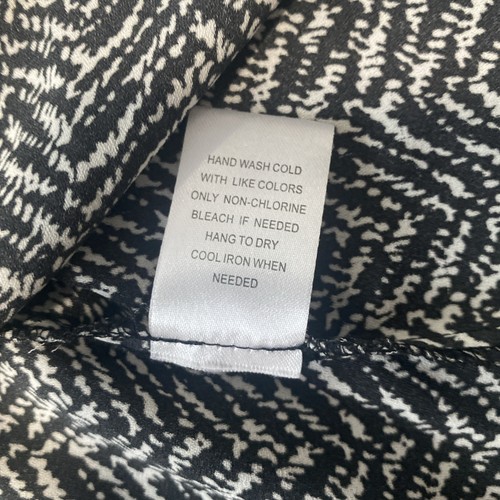 HAND WASH COLD
WITH LIKE COLORS
ONLY NON-CHLORINE
BLEACH IF NEEDED
HANG TO DRY
COOL IRON WHEN
NEEDED